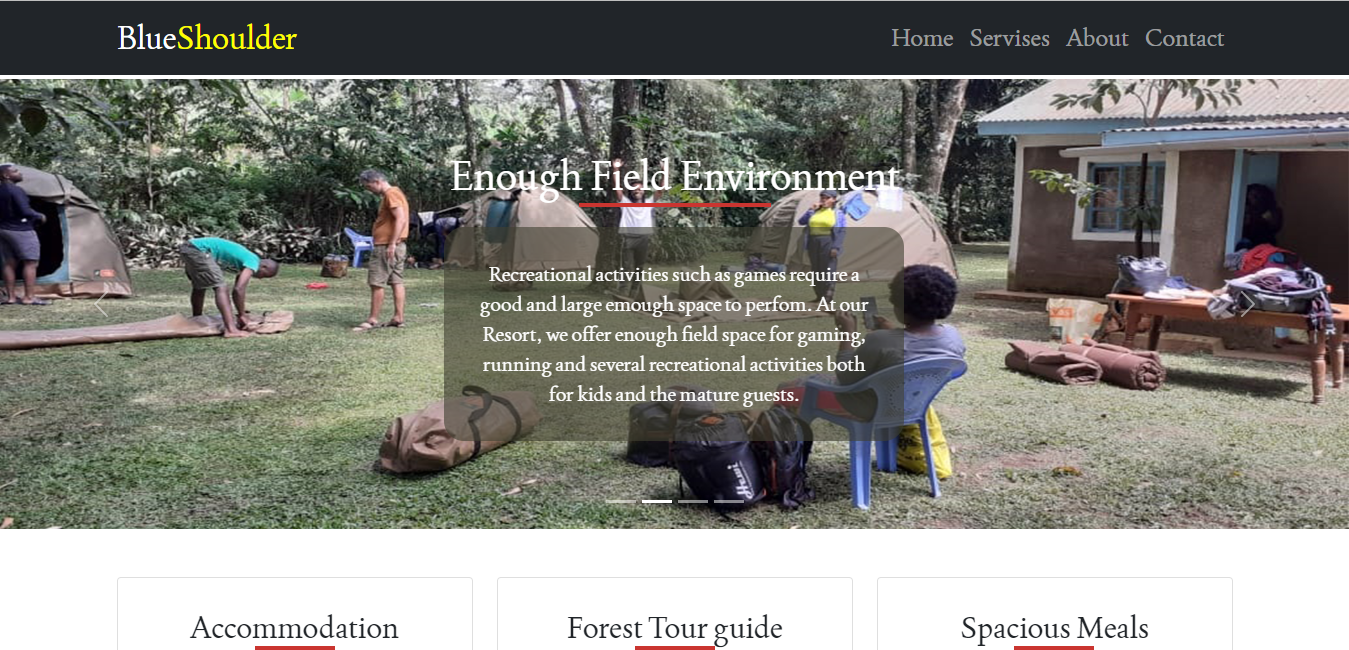 BlueShoulder
Home Servises About Contact
Enough Field Environment
Recreational activities such as games require a
good and large emough space to perfom. At our
Resort, we offer enough field space for gaming,
running and several recreational activities both
for kids and the mature guests.
Accommodation
Forest Tour guide
Spacious Meals